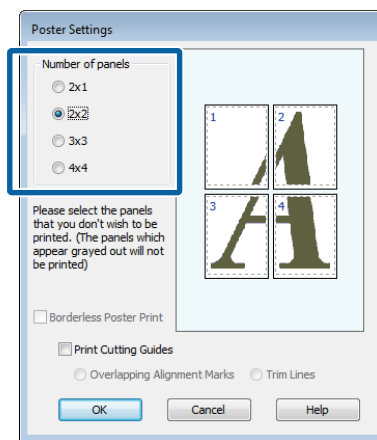 Poster Settings
Number of panels
2x1
2x2
3x3
4x4
1 2
3 4
A
Please select the panels
that you don't wish to be
printed. (The panels which
appear grayed out will not
be printed)
Borderless Poster Print
Print Cutting Guides
Overlapping Alignment Marks Trim Lines
OK Cancel Help